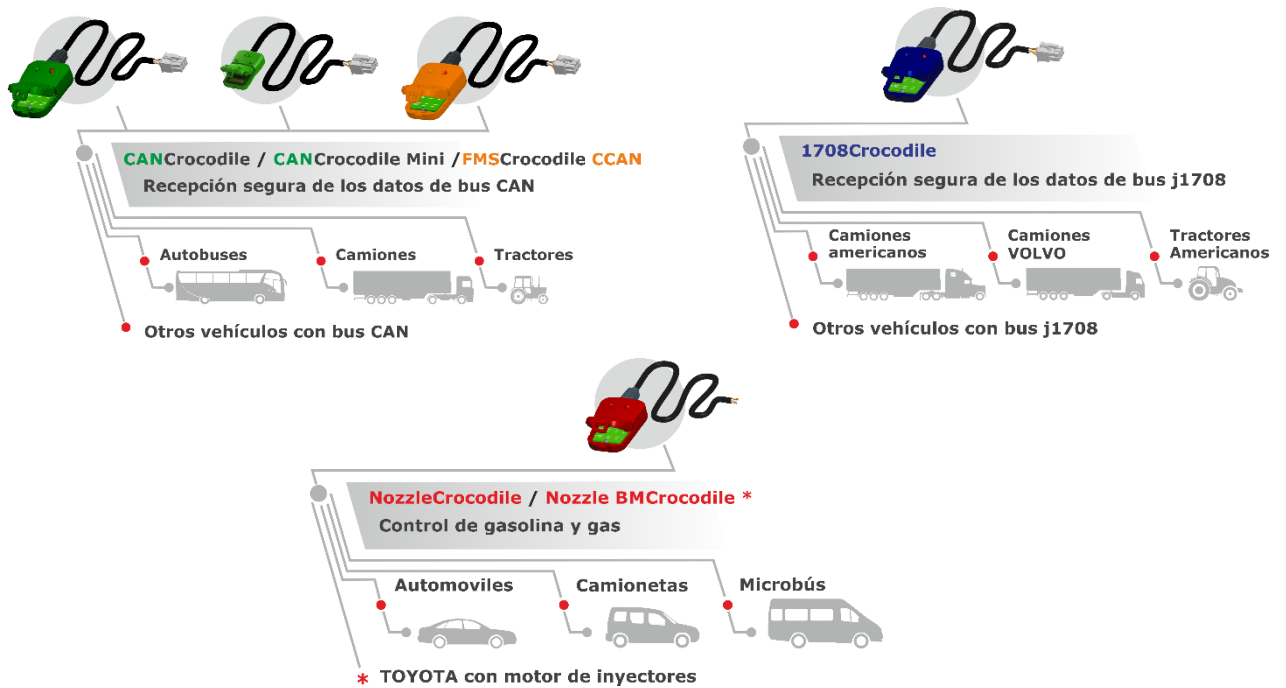 CANCrocodile / CANCrocodile Mini /FMSCrocodile CCAN
Recepción segura de los datos de bus CAN
Autobuses
Camiones
Tractores
Otros vehículos con bus CAN
1708Crocodile
Recepción segura de los datos de bus j1708
Camiones
americanos
Camiones
VOLVO
Tractores
Americanos
Otros vehículos con bus j1708
NozzleCrocodile / Nozzle BMCrocodile *
Control de gasolina y gas
Automoviles
Camionetas
Microbús
* TOYOTA con motor de inyectores